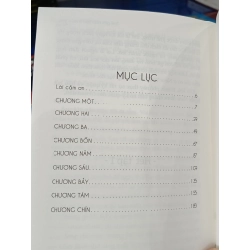 MỤC LỤC
Lời cảm ơn
CHƯƠNG MỘT
CHƯƠNG HAI
CHƯƠNG BA
CHƯƠNG BỐN
CHƯƠNG NĂM
CHƯƠNG SÁU
CHƯƠNG BẢY
CHƯƠNG TÁM
CHƯƠNG CHÍN